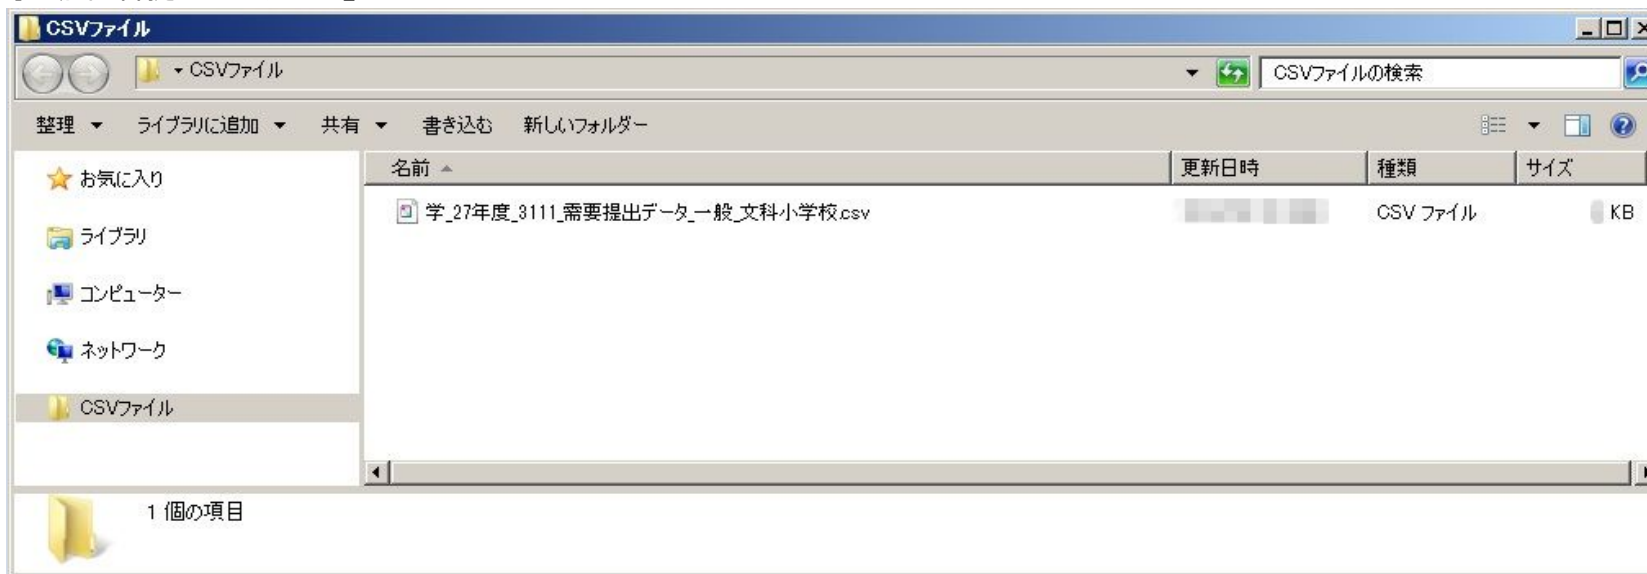 CSVファイル
CSVファイル
CSVファイルの検索
整理 ライブラリに追加 共有 書き込む 新しいフォルダー
名前 更新日時 種類 サイズ
お気に入り
学_27年度_3111_需要提出データ_一般_文科小学校.csv CSV ファイル KB
ライブラリ
コンピューター
ネットワーク
CSVファイル
1 個の項目